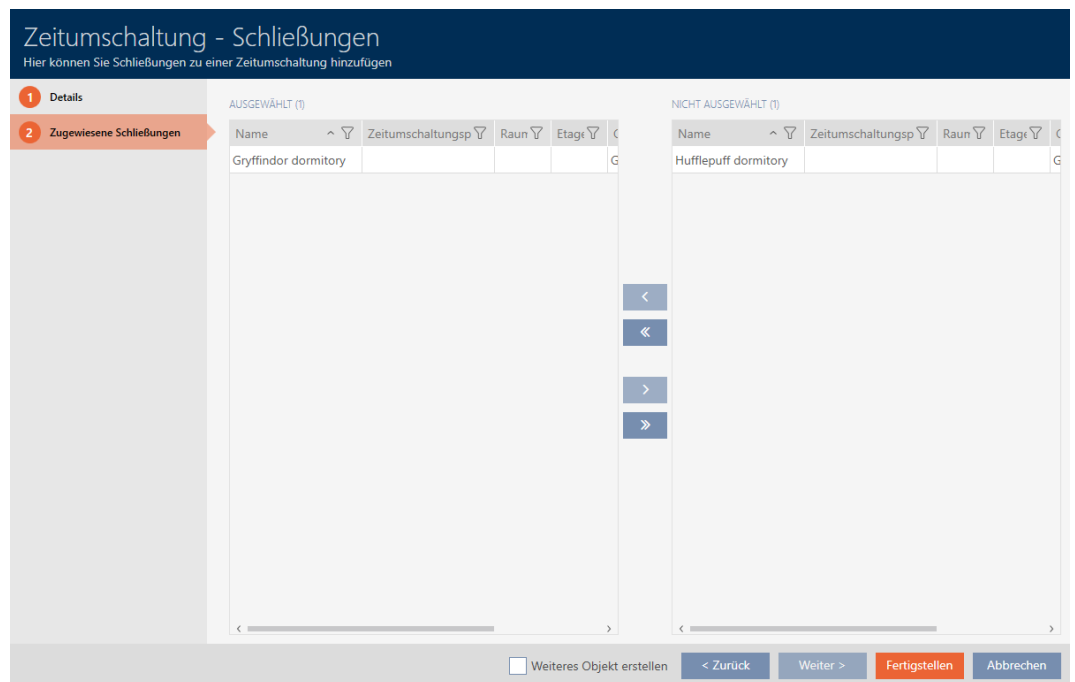 Zeitumschaltung - Schließungen
Hier können Sie Schließungen zu einer Zeitumschaltung hinzufügen
1 Details
2 Zugewiesene Schließungen
AUSGEWÄHLT (1)
Name Zeitumschaltungsp Raum Etage
Gryffindor dormitory G
NICHT AUSGEWÄHLT (1)
Name Zeitumschaltungsp Raum Etage
Hufflepuff dormitory G
Weiteres Objekt erstellen < Zurück Weiter > Fertigstellen Abbrechen